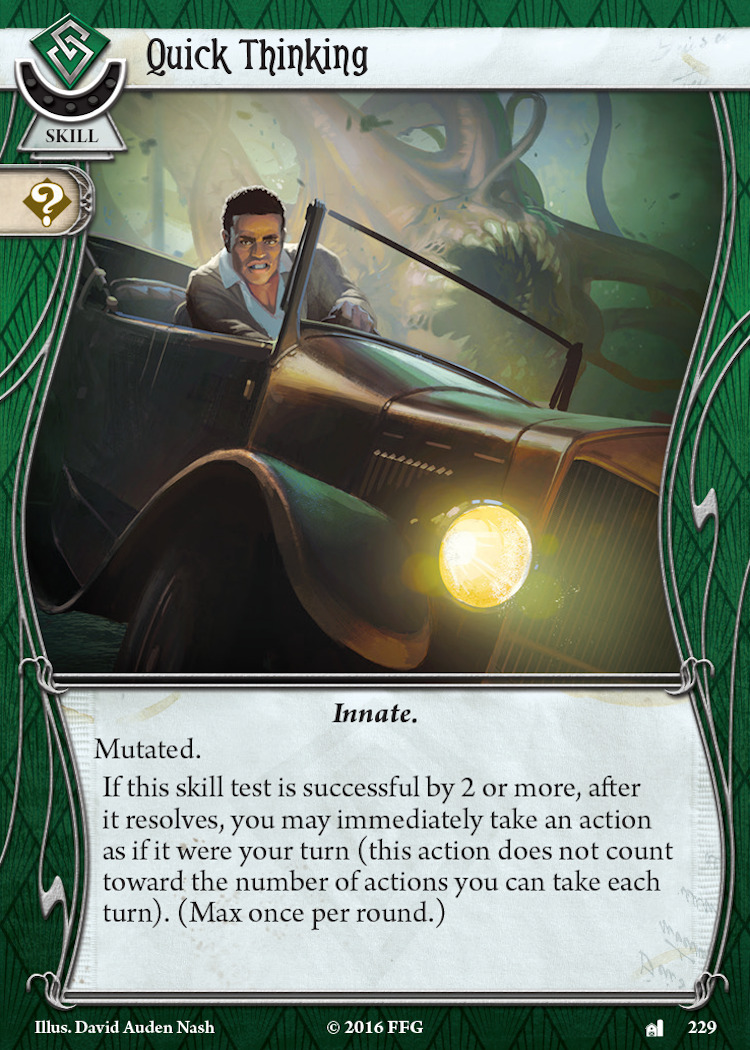 Quick Thinking
SKILL
?
Innate.
Mutated.
If this skill test is successful by 2 or more, after
it resolves, you may immediately take an action
as if it were your turn (this action does not count
toward the number of actions you can take each
turn). (Max once per round.)
Illus. David Auden Nash © 2016 FFG 229